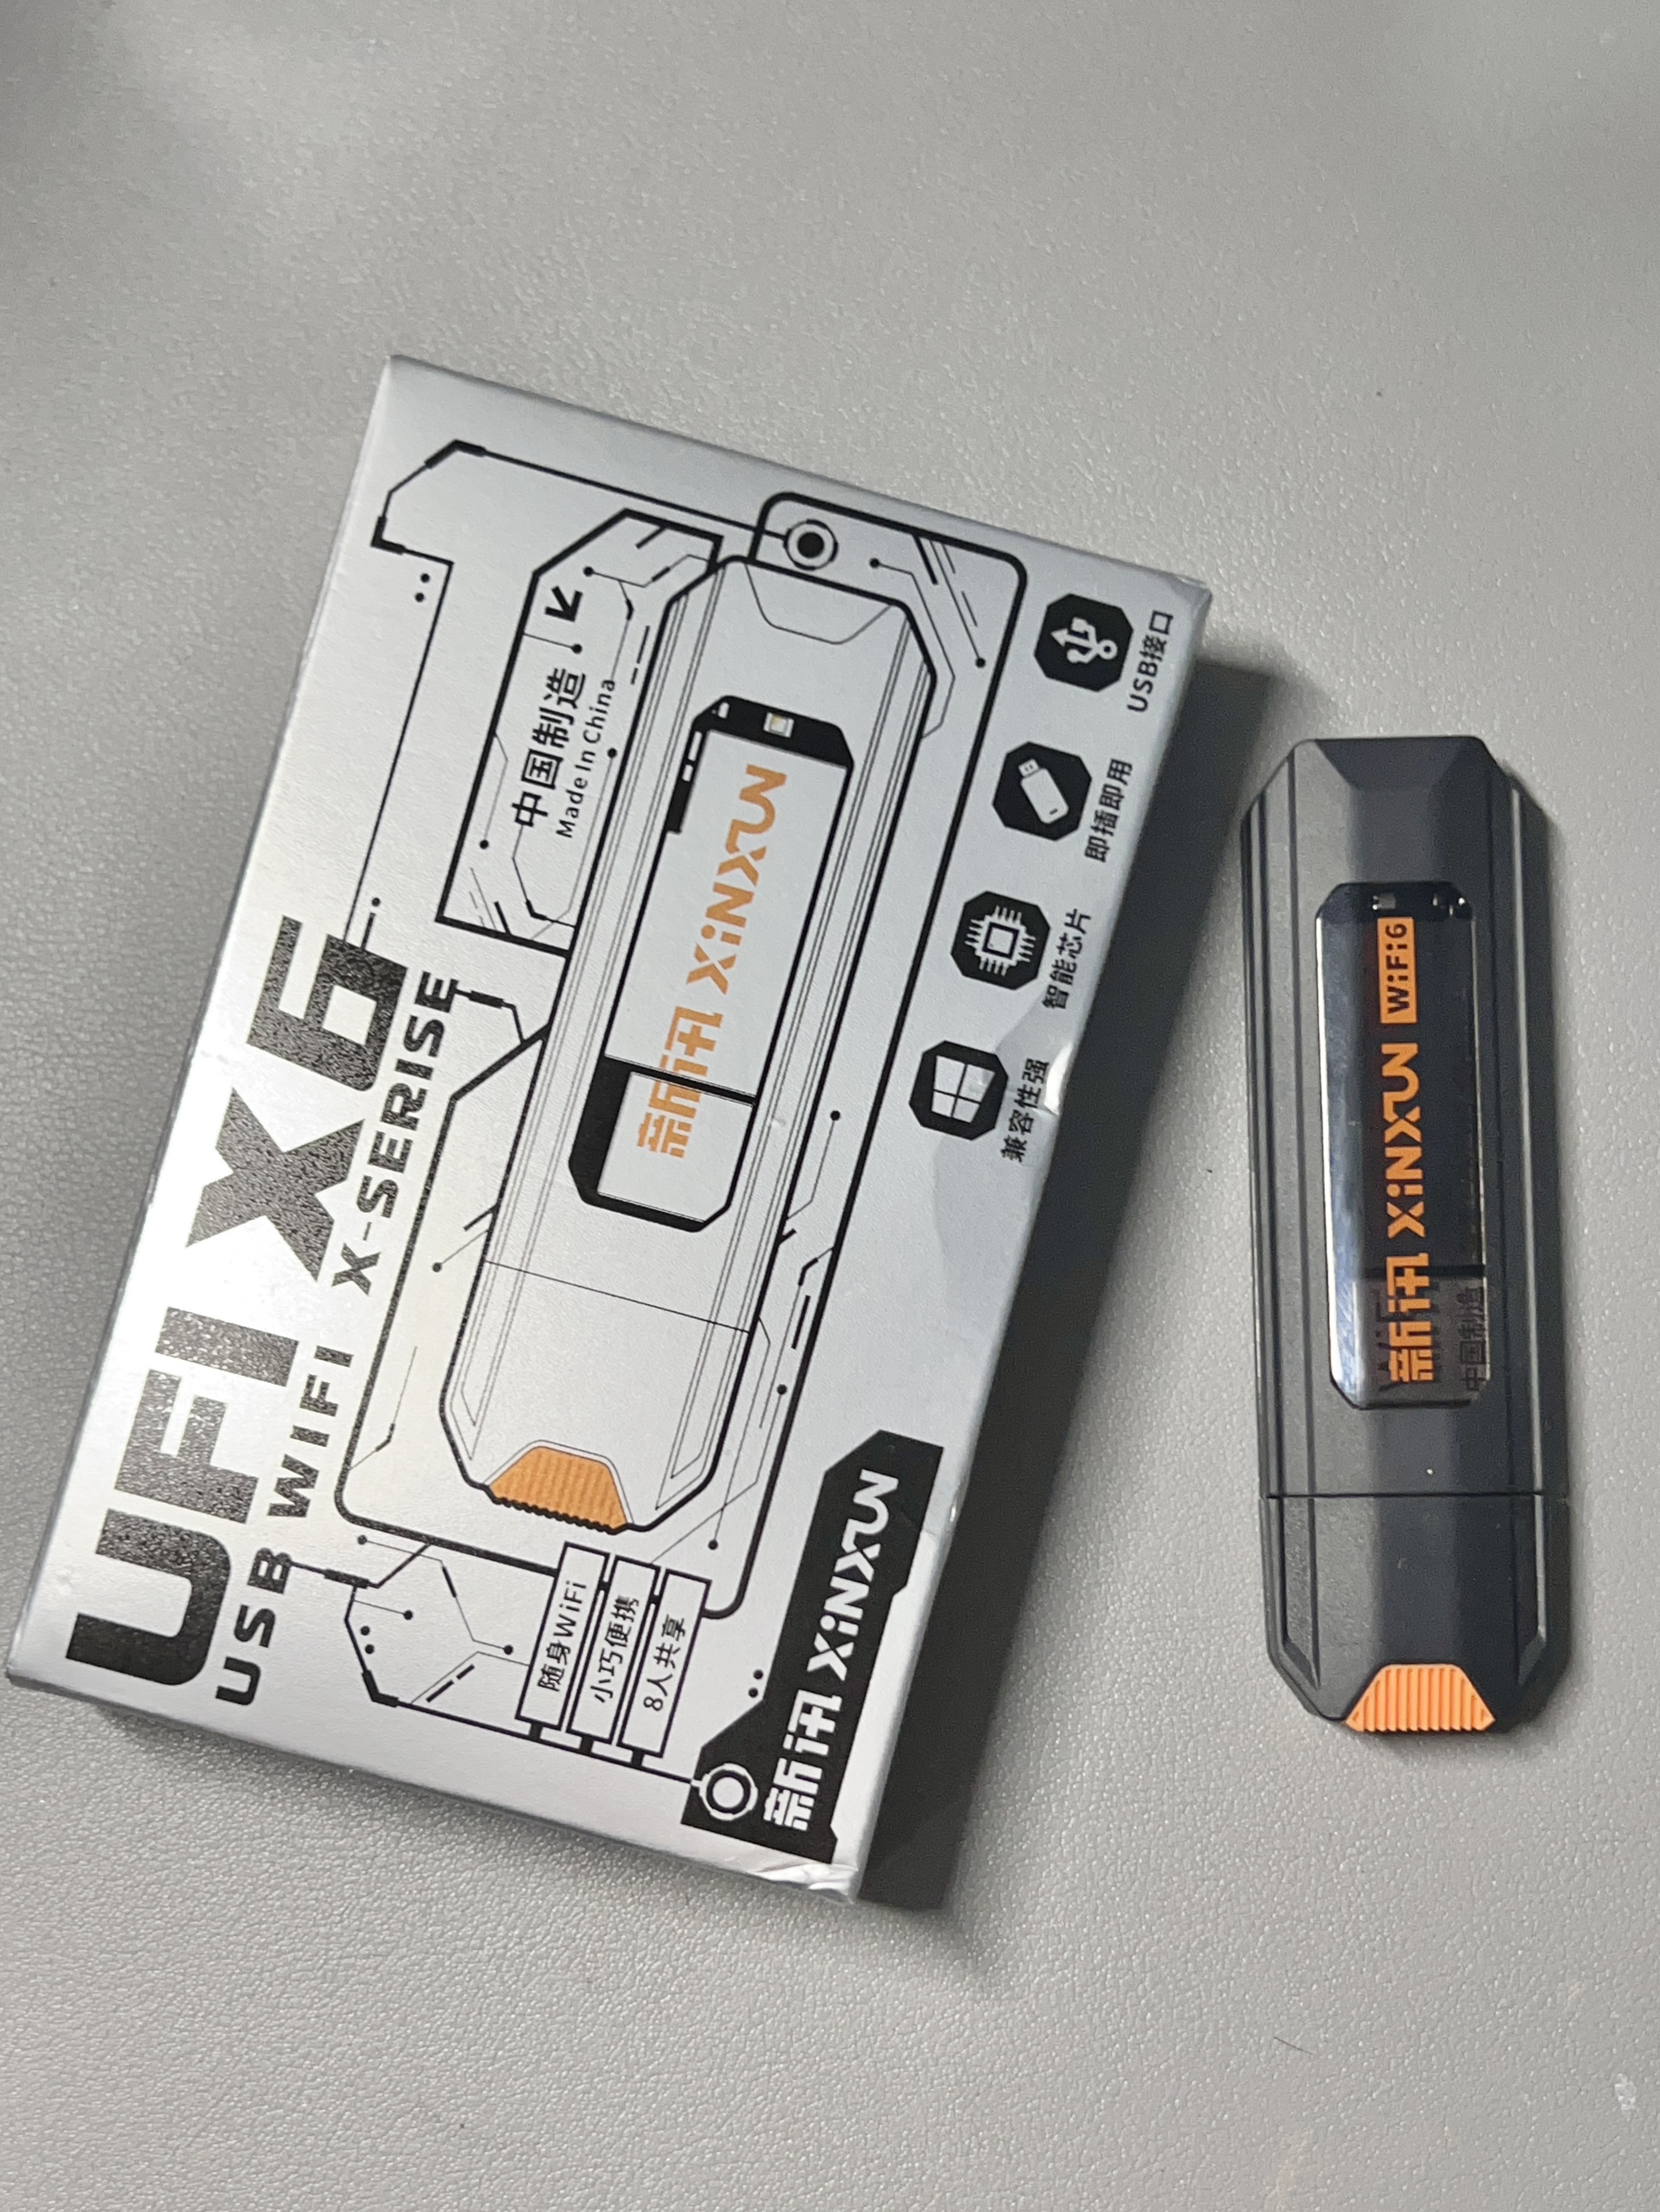 UFI X6
USB WIFI X-SERISE
中国制造
Made In China
新讯 XiNXUN
随身WiFi
小巧便携
8人共享
新讯 XiNXUN
USB接口
即插即用
智能芯片
兼容性强
新讯 XiNXUN WiFi6
中国制造